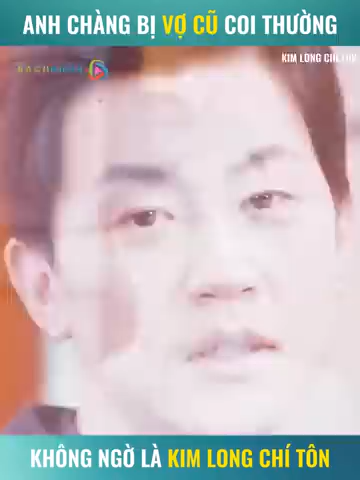 ANH CHÀNG BỊ VỢ CŨ COI THƯỜNG
KIM LONG CHÍ TÔN
KHÔNG NGỜ LÀ KIM LONG CHÍ TÔN